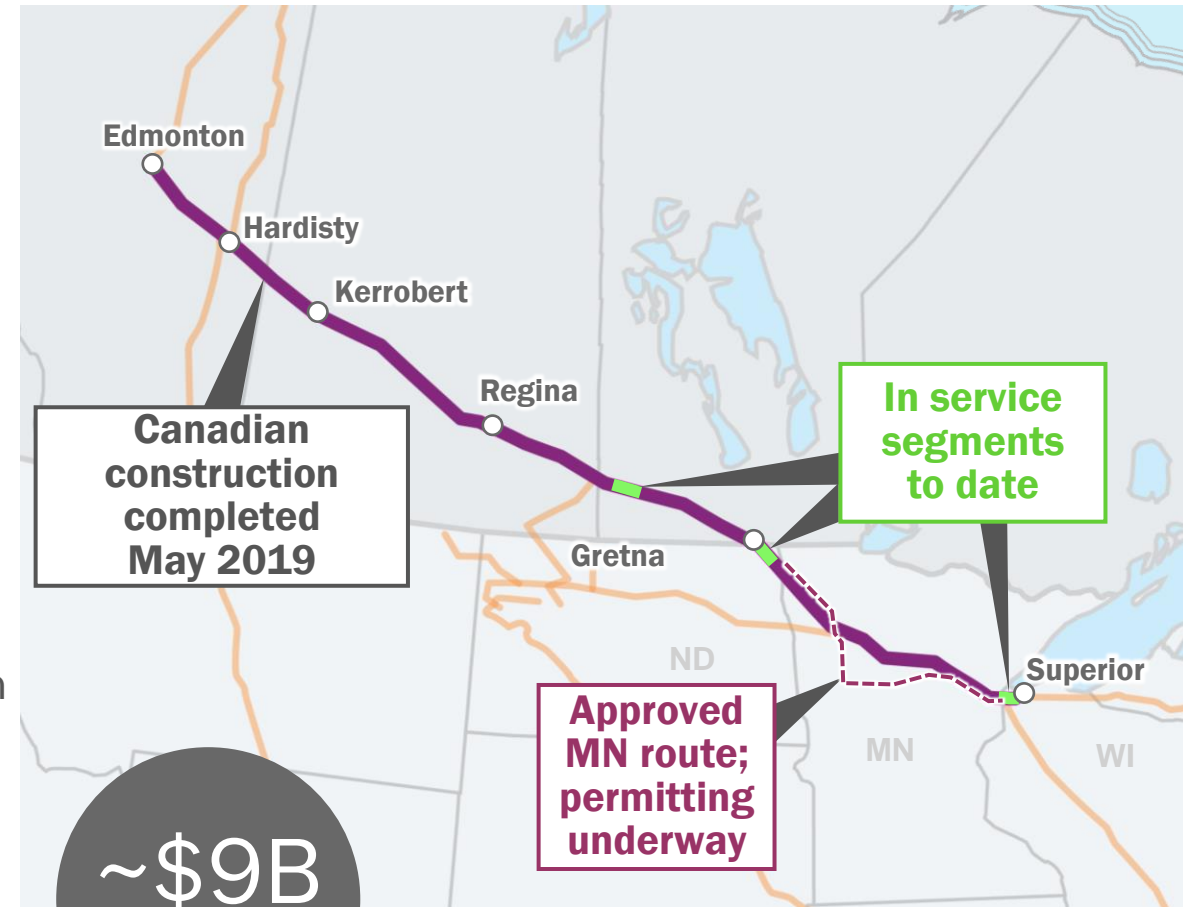 Edmonton
Hardisty
Kerrobert
Regina
Canadian
construction
completed
May 2019
In service
segments
to date
Gretna
ND
Superior
Approved
MN route;
permitting
underway
MN
WI
~$9B